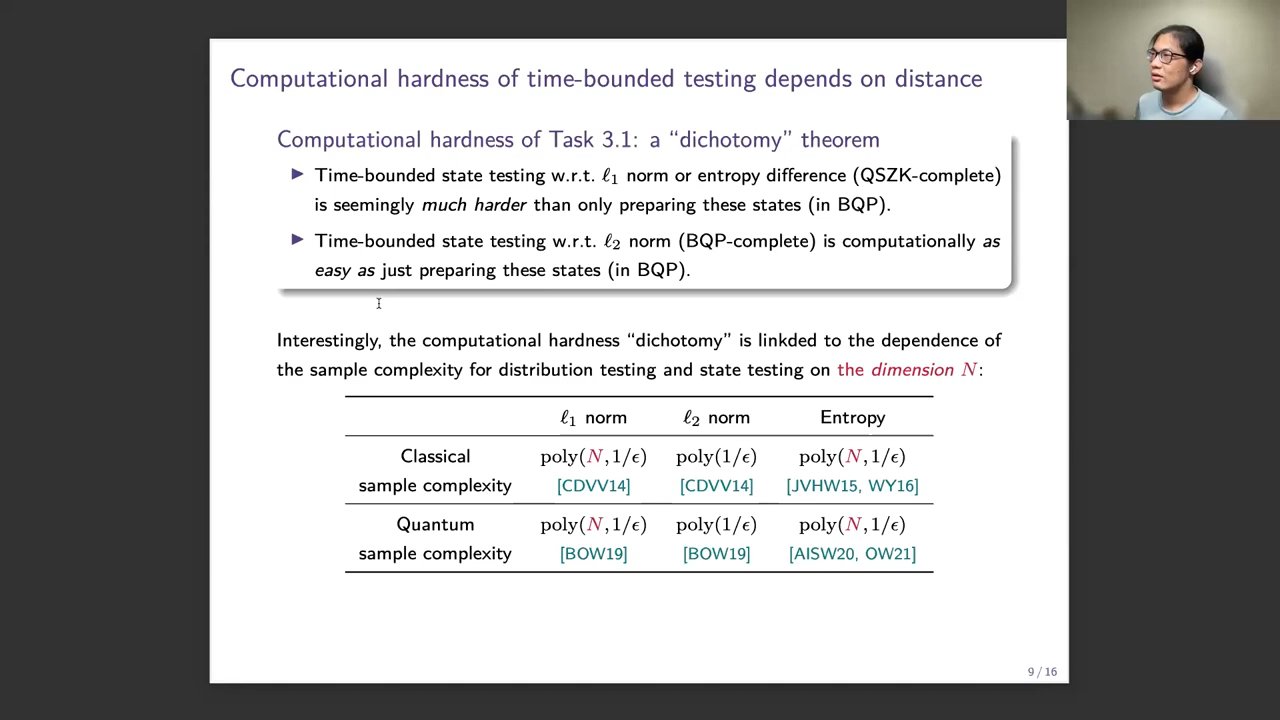 Computational hardness of time-bounded testing depends on distance
Computational hardness of Task 3.1: a “dichotomy” theorem
▶ Time-bounded state testing w.r.t. ℓ₁ norm or entropy difference (QSZK-complete)
is seemingly much harder than only preparing these states (in BQP).
▶ Time-bounded state testing w.r.t. ℓ₂ norm (BQP-complete) is computationally as
easy as just preparing these states (in BQP).
Interestingly, the computational hardness “dichotomy” is linkded to the dependence of
the sample complexity for distribution testing and state testing on the dimension N:
ℓ₁ norm ℓ₂ norm Entropy
Classical poly(N, 1/ϵ) poly(1/ϵ) poly(N, 1/ϵ)
sample complexity [CDVV14] [CDVV14] [JVHW15, WY16]
Quantum poly(N, 1/ϵ) poly(1/ϵ) poly(N, 1/ϵ)
sample complexity [BOW19] [BOW19] [AISW20, OW21]
9 / 16